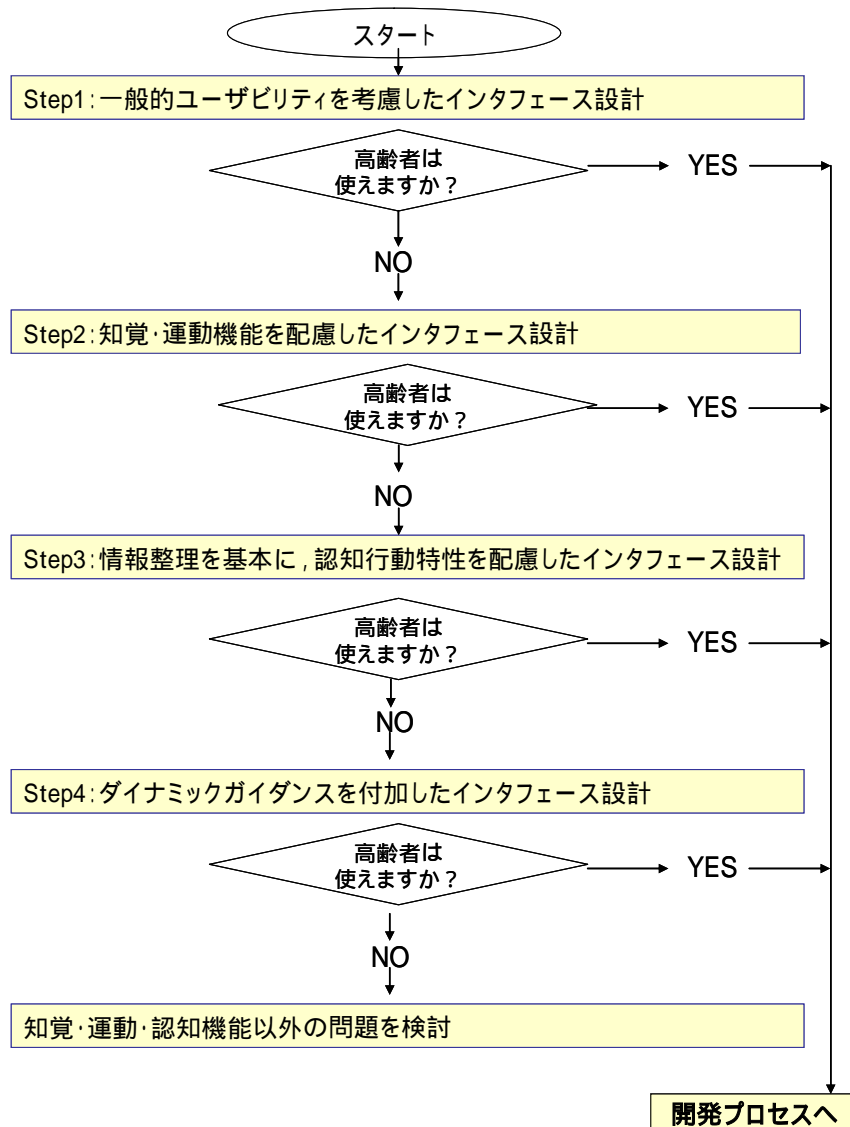 スタート
Step1:一般的ユーザビリティを考慮したインタフェース設計
高齢者は
使えますか？
YES
NO
Step2:知覚・運動機能を配慮したインタフェース設計
高齢者は
使えますか？
YES
NO
Step3:情報整理を基本に,認知行動特性を配慮したインタフェース設計
高齢者は
使えますか？
YES
NO
Step4:ダイナミックガイダンスを付加したインタフェース設計
高齢者は
使えますか？
YES
NO
知覚・運動・認知機能以外の問題を検討
開発プロセスへ